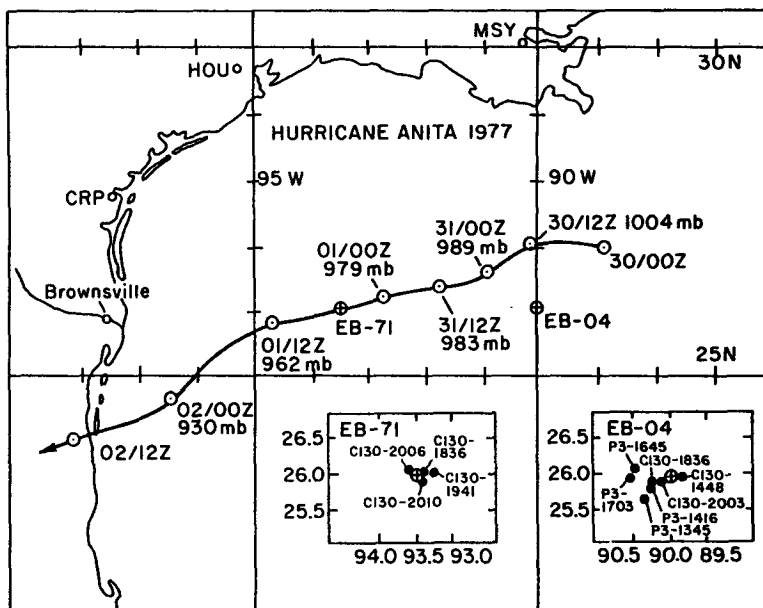 MSY
30N
HOU
HURRICANE ANITA 1977
95 W
90 W
CRP
31/00Z
989 mb
30/12Z 1004 mb
01/00Z
979 mb
30/00Z
Brownsville
EB-71
EB-04
31/12Z
983 mb
01/12Z
962 mb
25N
02/00Z
930 mb
02/12Z
EB-71
C130-2006
C130-
1836
26.5
26.0
25.5
C130-
1941
C130-2010
94.0 93.5 93.0
EB-04
P3-1645
C130-1836
26.5
26.0
25.5
C130-
1448
P3-
1703
C130-2003
P3-1416
P3-1345
90.5 90.0 89.5